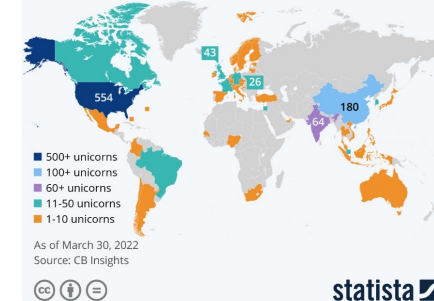 43
26
554
180
64
500+ unicorns
100+ unicorns
60+ unicorns
11-50 unicorns
1-10 unicorns
As of March 30, 2022
Source: CB Insights
cc
statista